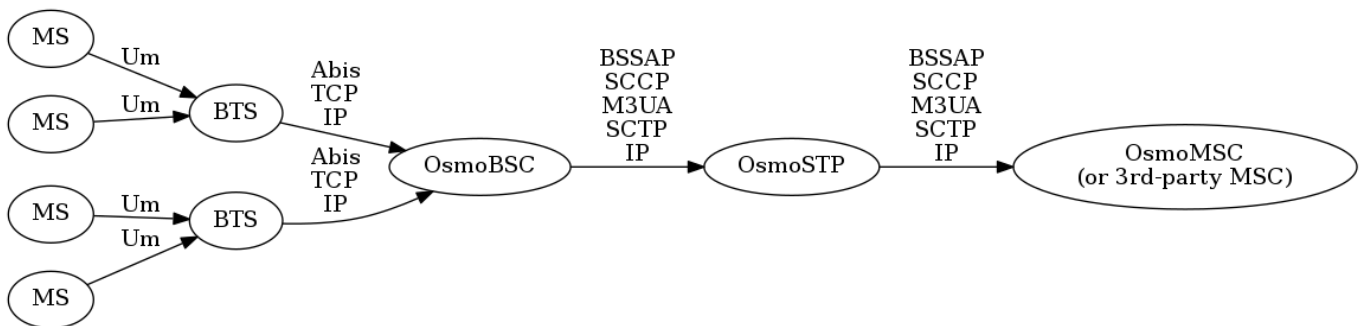 MS
Um
MS
Um
BTS
Abis
TCP
IP
MS
Um
MS
Um
BTS
Abis
TCP
IP
OsmoBSC
BSSAP
SCCP
M3UA
SCTP
IP
OsmoSTP
BSSAP
SCCP
M3UA
SCTP
IP
OsmoMSC
(or 3rd-party MSC)